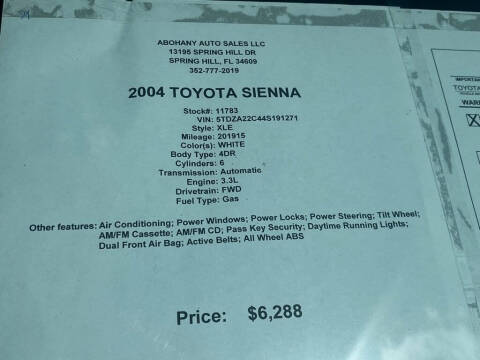 ABOHANY AUTO SALES LLC
13195 SPRING HILL DR
SPRING HILL, FL 34609
352-777-2019
2004 TOYOTA SIENNA
Stock#: 11783
VIN: 5TDZA22C44S191271
Style: XLE
Mileage: 201915
Color(s): WHITE
Body Type: 4DR
Cylinders: 6
Transmission: Automatic
Engine: 3.3L
Drivetrain: FWD
Fuel Type: Gas
Other features: Air Conditioning; Power Windows; Power Locks; Power Steering; Tilt Wheel;
AM/FM Cassette; AM/FM CD; Pass Key Security; Daytime Running Lights;
Dual Front Air Bag; Active Belts; All Wheel ABS
Price: $6,288
IMPORTAN
TOYOTA
WARR